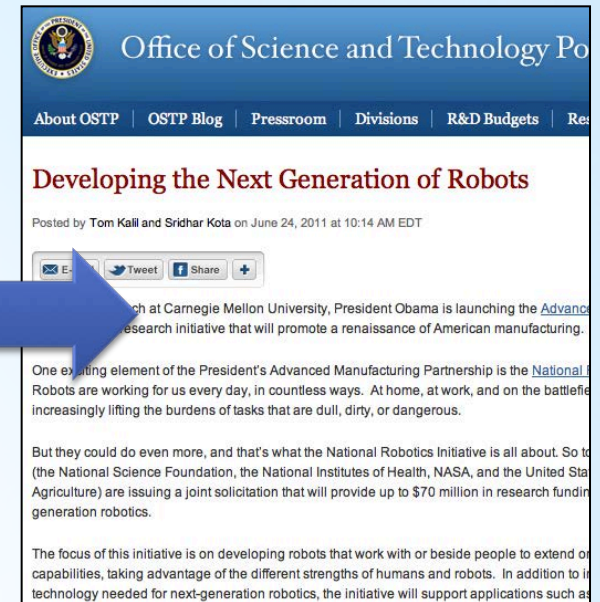 Office of Science and Technology Po
About OSTP | OSTP Blog | Pressroom | Divisions | R&D Budgets | Res
Developing the Next Generation of Robots
Posted by Tom Kalil and Sridhar Kota on June 24, 2011 at 10:14 AM EDT
Tweet Share +
at Carnegie Mellon University, President Obama is launching the Advance
research initiative that will promote a renaissance of American manufacturing.
One exciting element of the President's Advanced Manufacturing Partnership is the National
Robots are working for us every day, in countless ways. At home, at work, and on the battlefie
increasingly lifting the burdens of tasks that are dull, dirty, or dangerous.
But they could do even more, and that's what the National Robotics Initiative is all about. So to
(the National Science Foundation, the National Institutes of Health, NASA, and the United Sta
Agriculture) are issuing a joint solicitation that will provide up to $70 million in research fundin
generation robotics.
The focus of this initiative is on developing robots that work with or beside people to extend or
capabilities, taking advantage of the different strengths of humans and robots. In addition to in
technology needed for next-generation robotics, the initiative will support applications such as